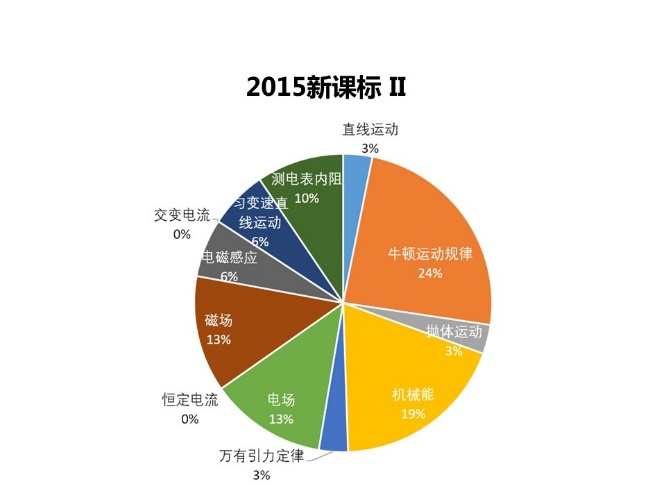 2015新课标 II
直线运动
3%
牛顿运动规律
24%
抛体运动
3%
机械能
19%
万有引力定律
3%
电场
13%
恒定电流
0%
磁场
13%
电磁感应
6%
交变电流
0%
匀变速直
线运动
6%
测电表内阻
10%